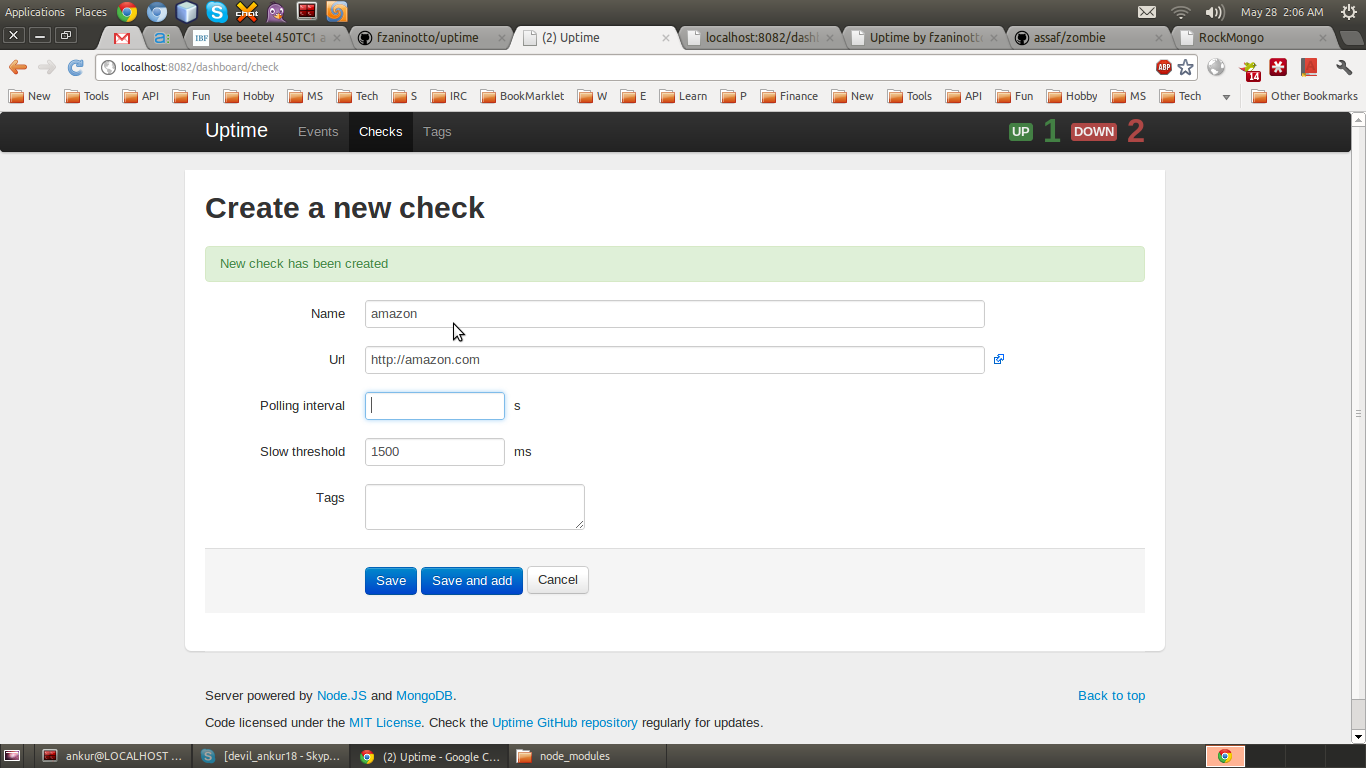 Applications Places May 28 2:06 AM
Use beetel 450TC1 a fzaninotto/uptime (2) Uptime localhost:8082/dashl Uptime by fzaninott assaf/zombie RockMongo
localhost:8082/dashboard/check ABP 14
New Tools API Fun Hobby MS Tech S IRC BookMarklet W E Learn P Finance New Tools API Fun Hobby MS Tech Other Bookmarks
Uptime Events Checks Tags UP 1 DOWN 2
Create a new check
New check has been created
Name amazon
Url http://amazon.com
Polling interval s
Slow threshold 1500 ms
Tags
Save Save and add Cancel
Server powered by Node.JS and MongoDB. Back to top
Code licensed under the MIT License. Check the Uptime GitHub repository regularly for updates.
ankur@LOCALHOST ... [devil_ankur18 - Skyp... (2) Uptime - Google C... node_modules